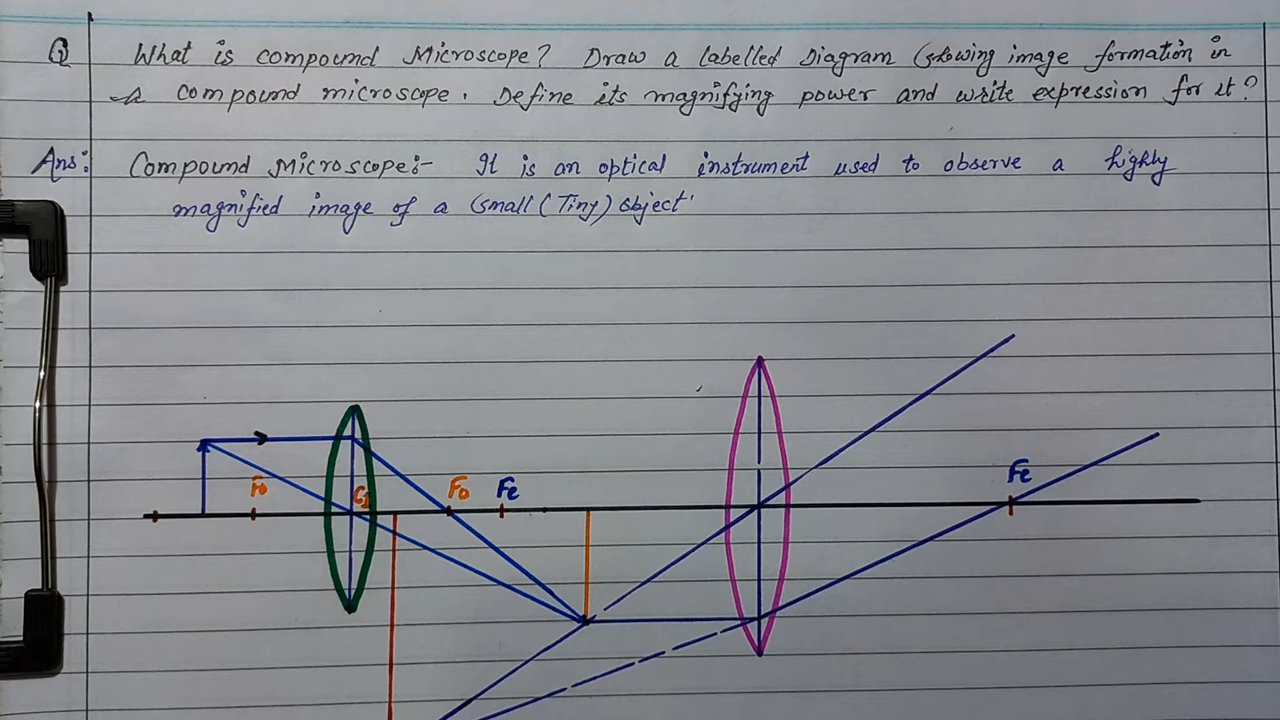 Q What is compound Microscope? Draw a labelled Diagram showing image formation in
a compound microscope. Define its magnifying power and write expression for it?
Ans: Compound Microscope:- It is an optical instrument used to observe a highly
magnified image of a small (Tiny) object.
Fo C1 Fo Fe Fe